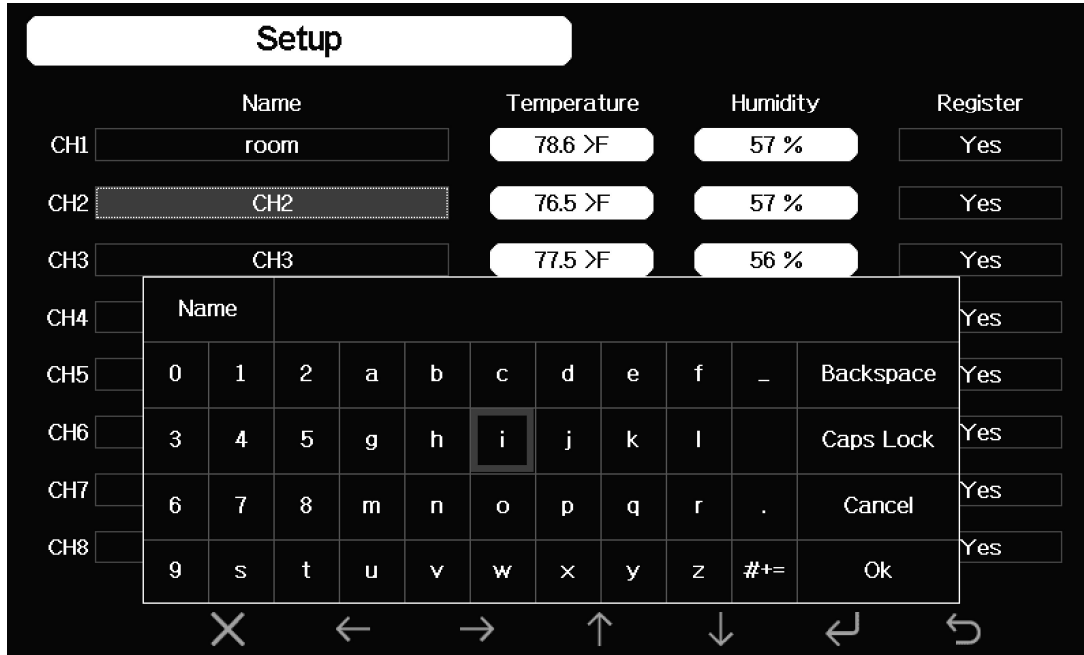 Setup
Name Temperature Humidity Register
CH1 room 78.6 >F 57 % Yes
CH2 CH2 76.5 >F 57 % Yes
CH3 CH3 77.5 >F 56 % Yes
Name
CH4 Yes
0 1 2 a b c d e f _ Backspace
CH5 Yes
3 4 5 g h i j k l Caps Lock
CH6 Yes
6 7 8 m n o p q r . Cancel
CH7 Yes
9 s t u v w x y z #+= Ok
CH8 Yes